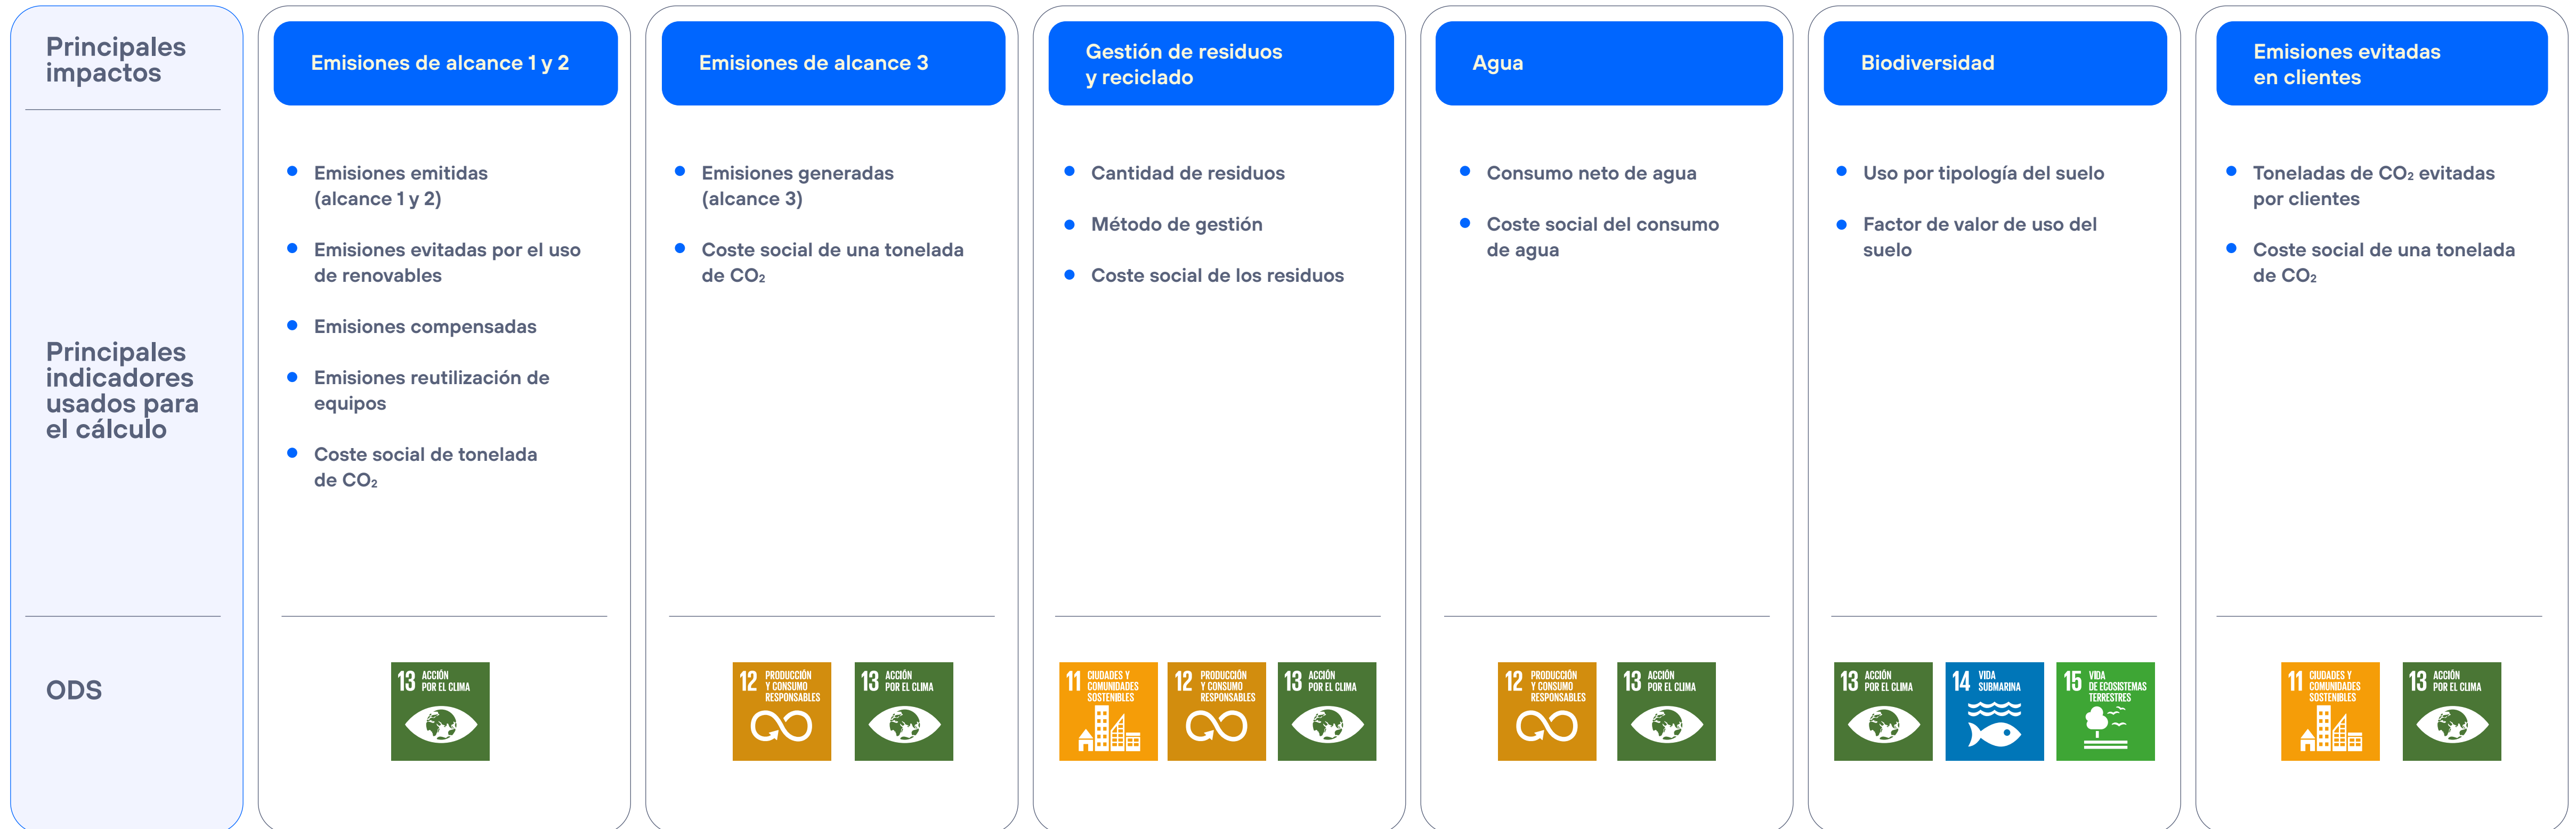 Principales
impactos
Emisiones de alcance 1 y 2
Emisiones de alcance 3
Gestión de residuos
y reciclado
Agua
Biodiversidad
Emisiones evitadas
en clientes
Principales
indicadores
usados para
el cálculo
Emisiones emitidas
(alcance 1 y 2)
Emisiones evitadas por el uso
de renovables
Emisiones compensadas
Emisiones reutilización de
equipos
Coste social de tonelada
de CO₂
Emisiones generadas
(alcance 3)
Coste social de una tonelada
de CO₂
Cantidad de residuos
Método de gestión
Coste social de los residuos
Consumo neto de agua
Coste social del consumo
de agua
Uso por tipología del suelo
Factor de valor de uso del
suelo
Toneladas de CO₂ evitadas
por clientes
Coste social de una tonelada
de CO₂
ODS
13 ACCIÓN
POR EL CLIMA
12 PRODUCCIÓN
Y CONSUMO
RESPONSABLES
13 ACCIÓN
POR EL CLIMA
11 CIUDADES Y
COMUNIDADES
SOSTENIBLES
12 PRODUCCIÓN
Y CONSUMO
RESPONSABLES
13 ACCIÓN
POR EL CLIMA
12 PRODUCCIÓN
Y CONSUMO
RESPONSABLES
13 ACCIÓN
POR EL CLIMA
13 ACCIÓN
POR EL CLIMA
14 VIDA
SUBMARINA
15 VIDA
DE ECOSISTEMAS
TERRESTRES
11 CIUDADES Y
COMUNIDADES
SOSTENIBLES
13 ACCIÓN
POR EL CLIMA